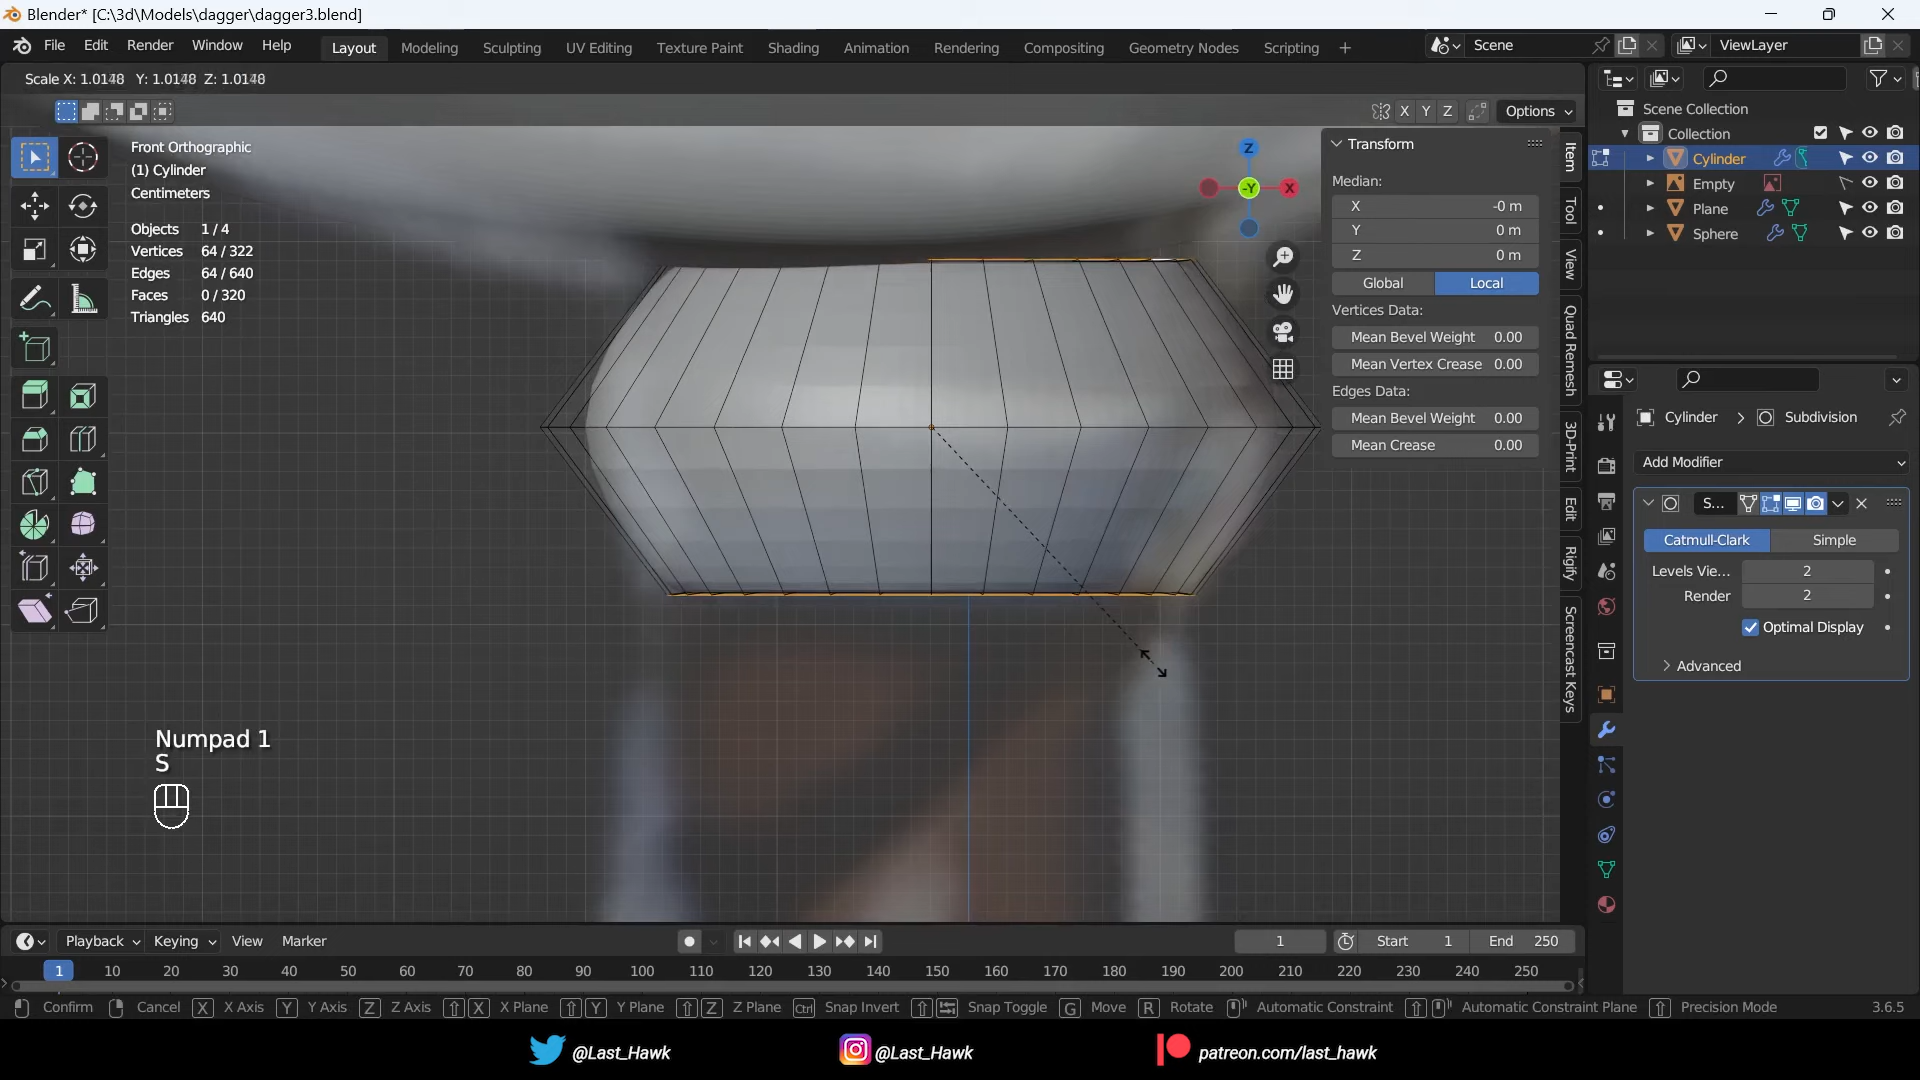 Blender* [C:\3d\Models\dagger\dagger3.blend]
File Edit Render Window Help Layout Modeling Sculpting UV Editing Texture Paint Shading Animation Rendering Compositing Geometry Nodes Scripting + Scene ViewLayer
Scale X: 1.0148 Y: 1.0148 Z: 1.0148
X Y Z Options
Front Orthographic
(1) Cylinder
Centimeters
Objects 1/4
Vertices 64/322
Edges 64/640
Faces 0/320
Triangles 640
Z
-Y
X
Transform
Median:
X -0 m
Y 0 m
Z 0 m
Global Local
Vertices Data:
Mean Bevel Weight 0.00
Mean Vertex Crease 0.00
Edges Data:
Mean Bevel Weight 0.00
Mean Crease 0.00
Item
Tool
View
Quad Remesh
3D-Print
Edit
Rigify
Screencast Keys
Scene Collection
Collection
Cylinder
Empty
Plane
Sphere
Cylinder > Subdivision
Add Modifier
S...
Catmull-Clark Simple
Levels Vie... 2
Render 2
Optimal Display
Advanced
Numpad 1
S
Playback Keying View Marker 1 Start 1 End 250
1 10 20 30 40 50 60 70 80 90 100 110 120 130 140 150 160 170 180 190 200 210 220 230 240 250
Confirm Cancel X X Axis Y Y Axis Z Z Axis X X Plane Y Y Plane Z Z Plane Ctrl Snap Invert Snap Toggle G Move R Rotate Automatic Constraint Automatic Constraint Plane Precision Mode 3.6.5
@Last_Hawk @Last_Hawk patreon.com/last_hawk